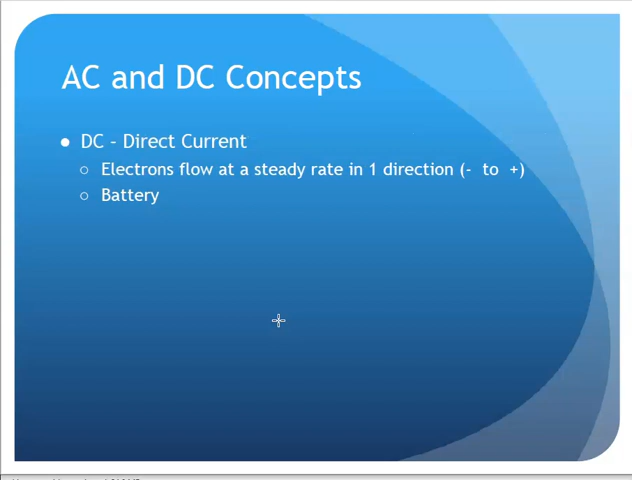 AC and DC Concepts
● DC – Direct Current
○ Electrons flow at a steady rate in 1 direction (- to +)
○ Battery